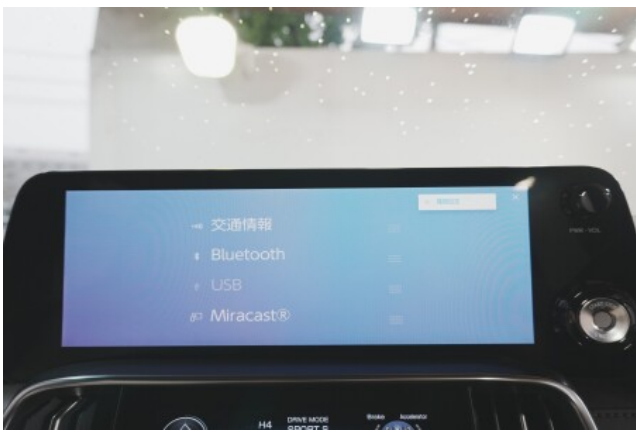 交通情報
Bluetooth
USB
Miracast®
PWR・VOL
H4
DRIVE MODE
SPORT S
Brake
Accelerator